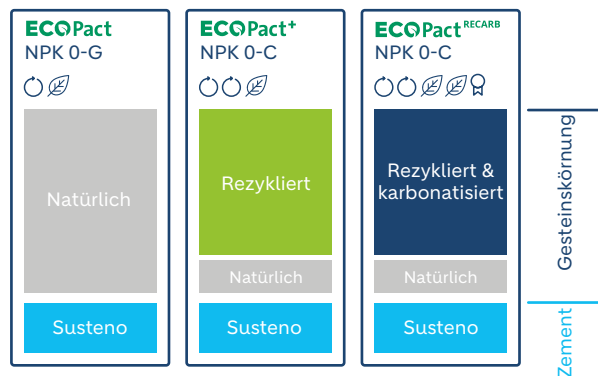 ECOPact
NPK 0-G
Natürlich
Susteno
ECOPact+
NPK 0-C
Rezykliert
Natürlich
Susteno
ECOPact RECARB
NPK 0-C
Rezykliert &
karbonatisiert
Natürlich
Susteno
Gesteinskörnung
Zement